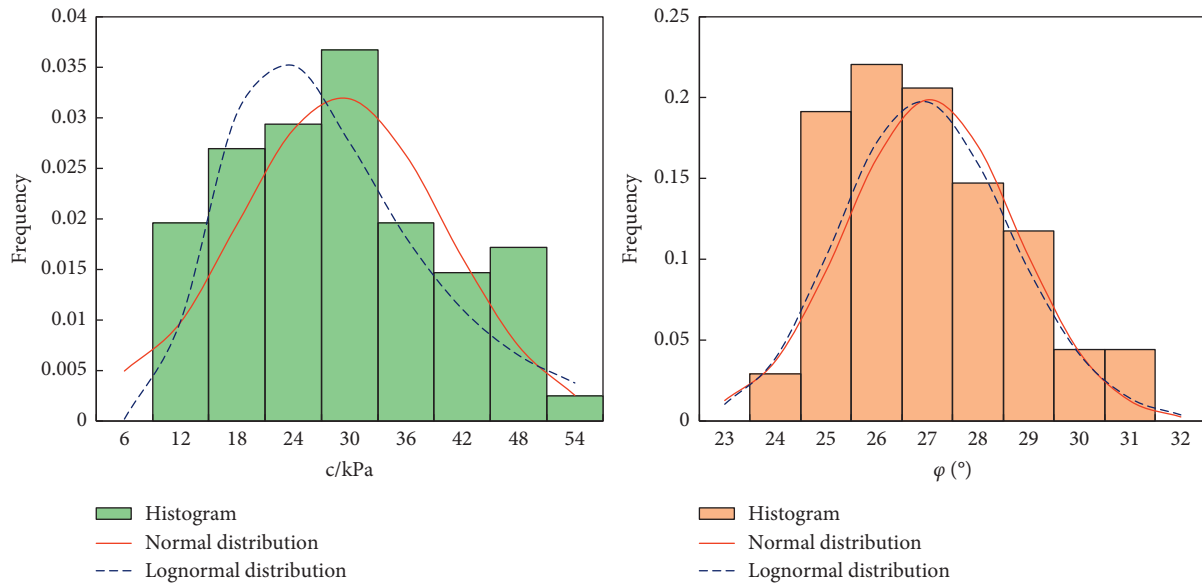 0.04
0.035
0.03
0.025
0.02
0.015
0.01
0.005
0
Frequency
6 12 18 24 30 36 42 48 54
c/kPa
Histogram
Normal distribution
Lognormal distribution
0.25
0.2
0.15
0.1
0.05
0
Frequency
23 24 25 26 27 28 29 30 31 32
φ (°)
Histogram
Normal distribution
Lognormal distribution